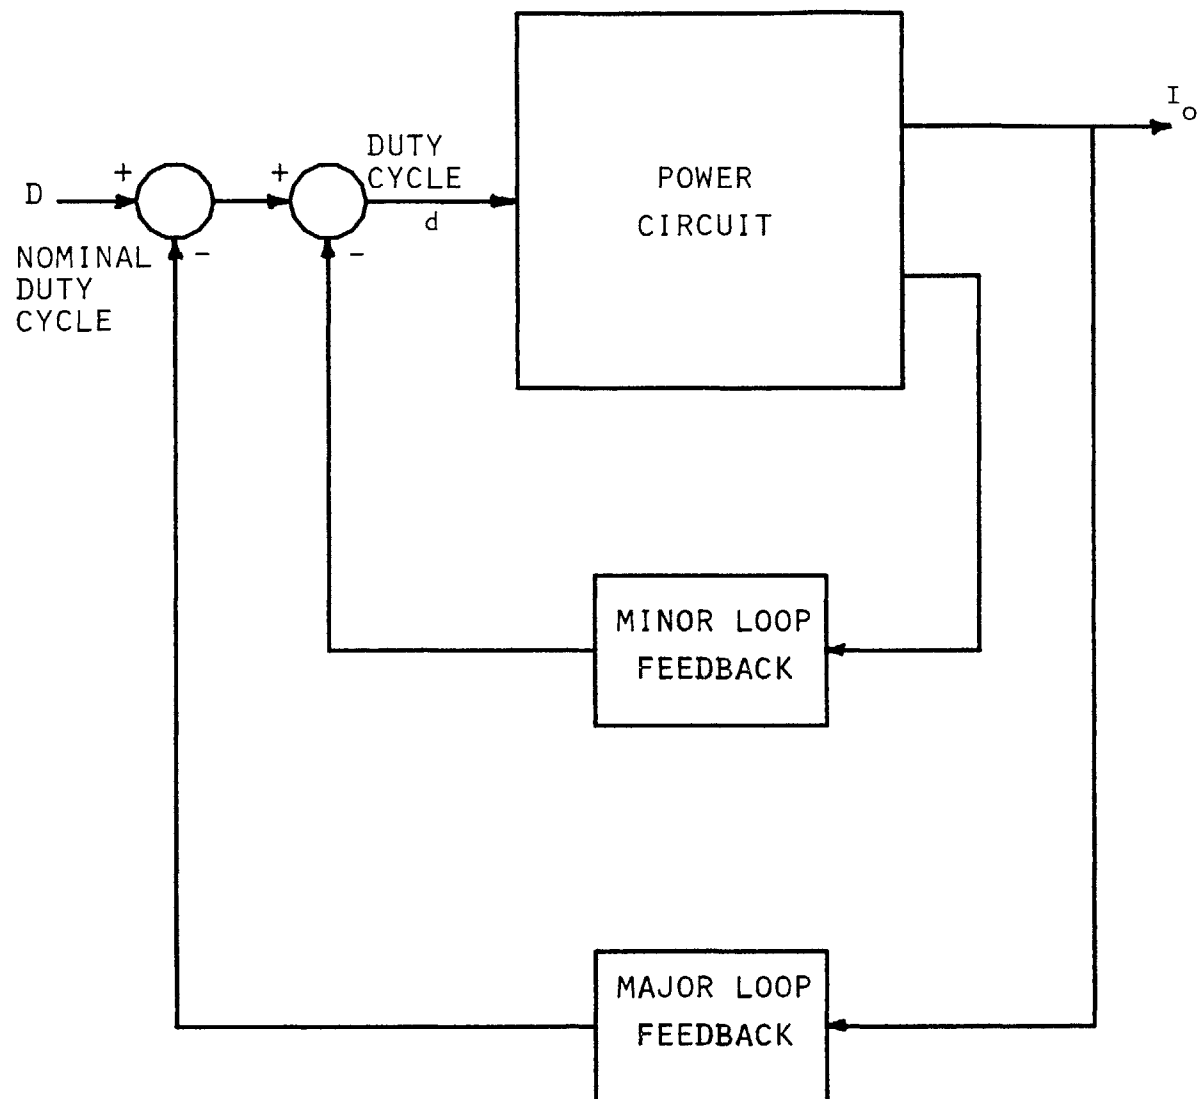 I
o
DUTY
CYCLE
d
POWER
CIRCUIT
+
+
D
-
-
NOMINAL
DUTY
CYCLE
MINOR LOOP
FEEDBACK
MAJOR LOOP
FEEDBACK